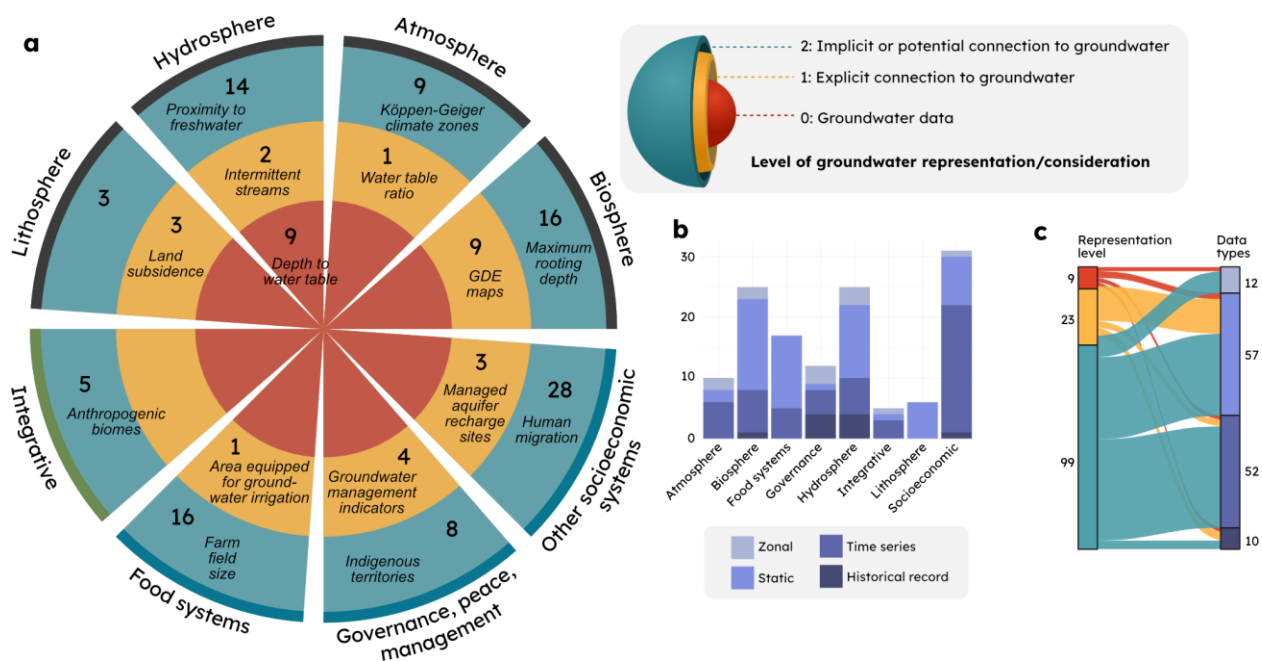 a
Hydrosphere
14
Proximity to
freshwater
2
Intermittent
streams
9
Depth to
water table
Atmosphere
9
Köppen-Geiger
climate zones
1
Water table
ratio
Biosphere
16
Maximum
rooting depth
9
GDE
maps
Lithosphere
3
3
Land
subsidence
Integrative
5
Anthropogenic
biomes
Food systems
1
Area equipped
for ground-
water irrigation
16
Farm
field
size
Governance, peace,
management
4
Groundwater
management
indicators
8
Indigenous
territories
Other socioeconomic
systems
3
Managed
aquifer
recharge
sites
28
Human
migration
2: Implicit or potential connection to groundwater
1: Explicit connection to groundwater
0: Groundwater data
Level of groundwater representation/consideration
b
30
20
10
0
Atmosphere
Biosphere
Food systems
Governance
Hydrosphere
Integrative
Lithosphere
Socioeconomic
Zonal
Time series
Static
Historical record
c
Representation
level
Data
types
9
23
99
12
57
52
10